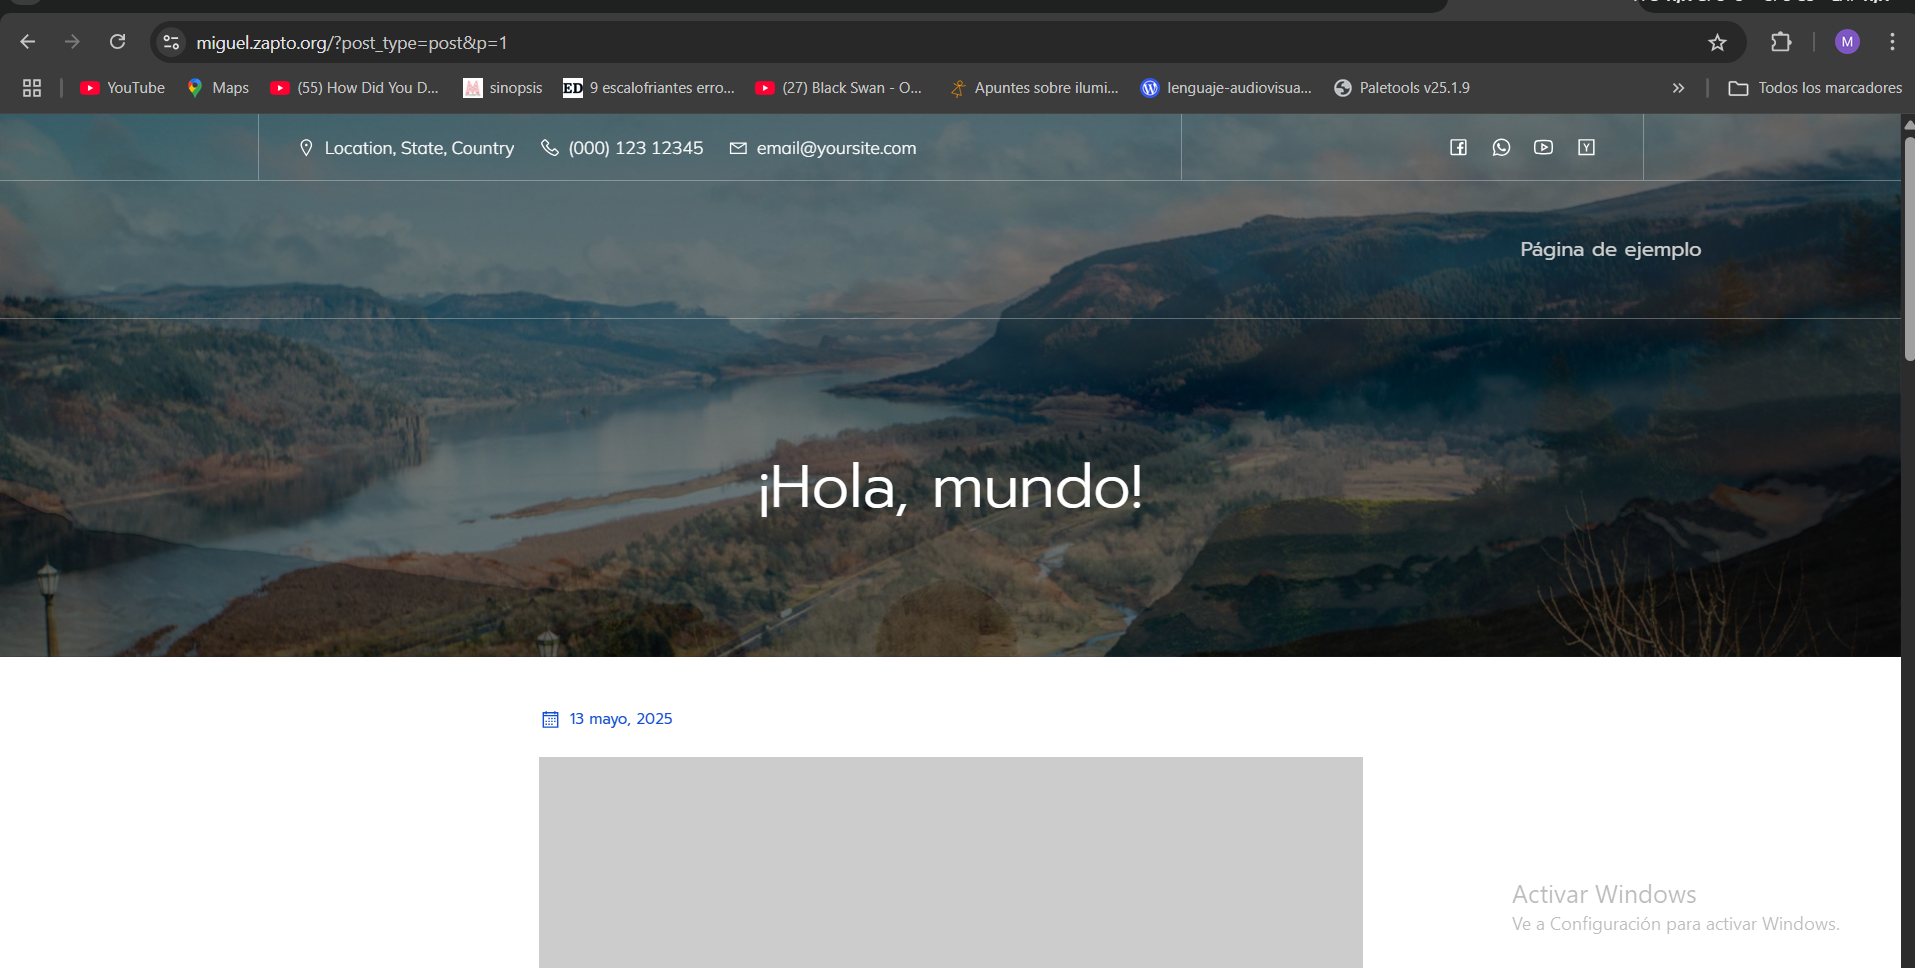 miguel.zapto.org/?post_type=post&p=1
M
YouTube
Maps
(55) How Did You D...
sinopsis
ED
9 escalofriantes erro...
(27) Black Swan - O...
Apuntes sobre ilumi...
lenguaje-audiovisua...
Paletools v25.1.9
»
Todos los marcadores
Location, State, Country
(000) 123 12345
email@yoursite.com
Página de ejemplo
¡Hola, mundo!
13 mayo, 2025
Activar Windows
Ve a Configuración para activar Windows.